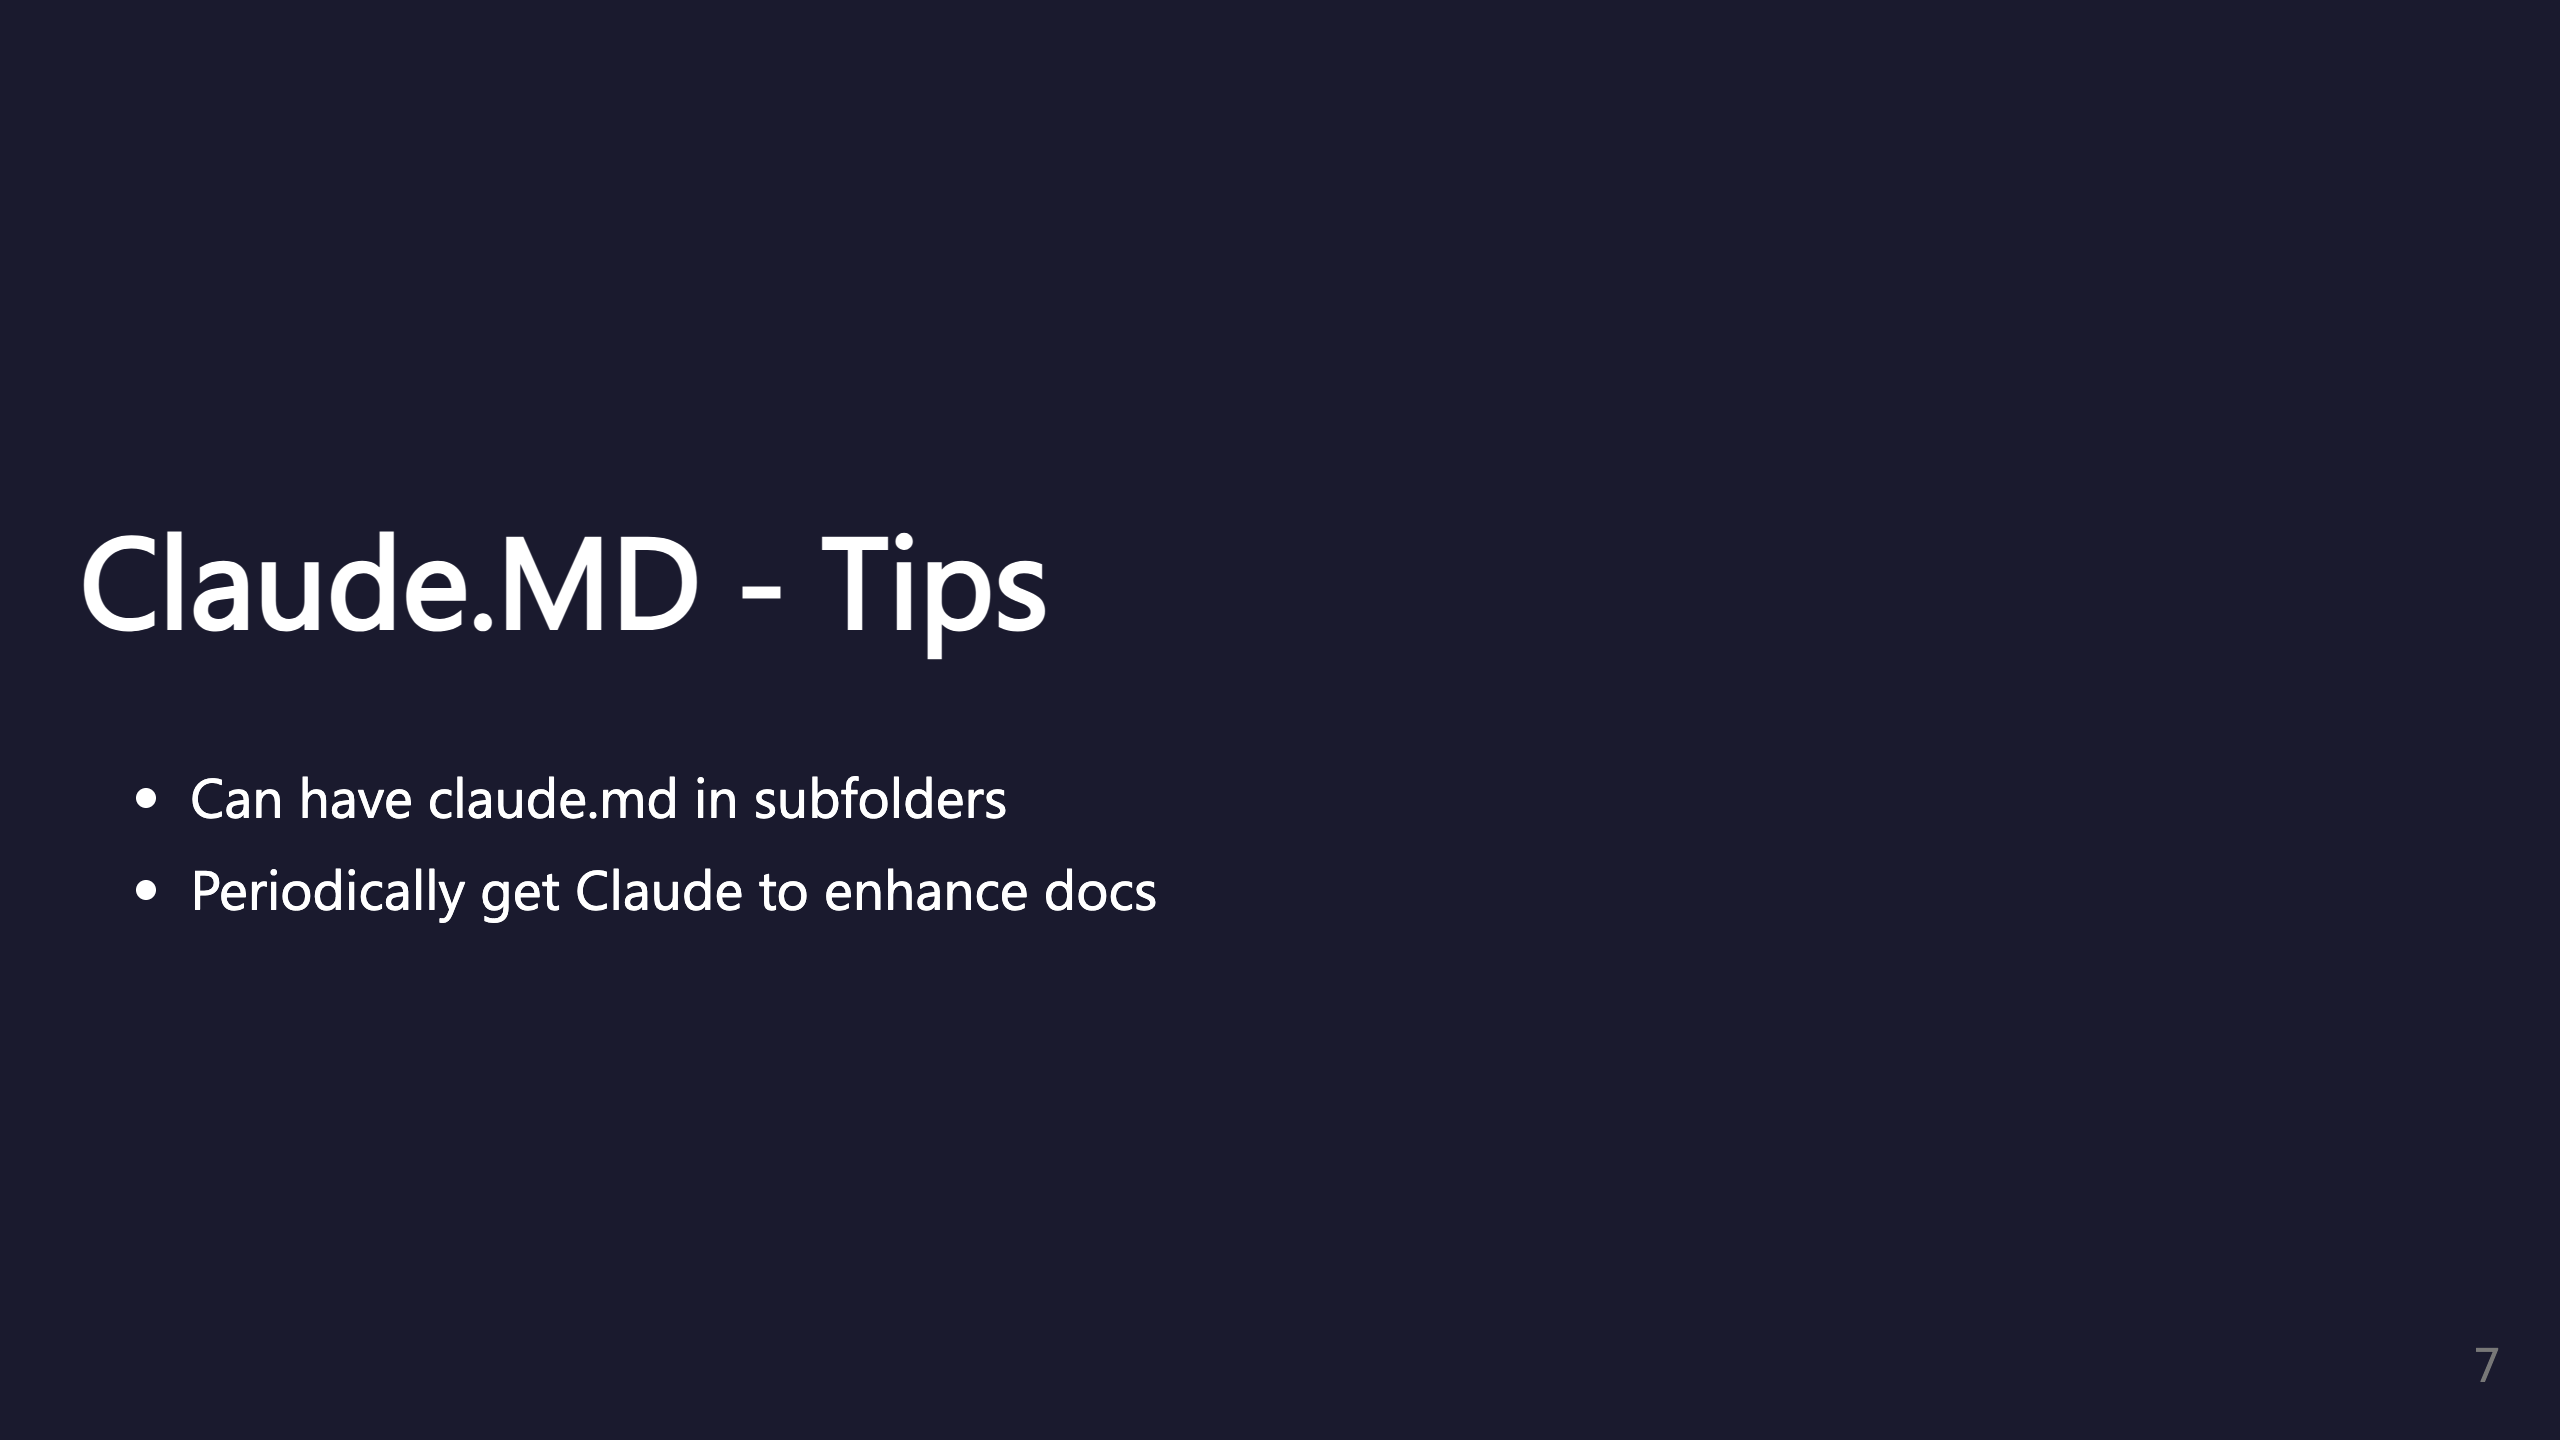 Claude.MD - Tips
• Can have claude.md in subfolders
• Periodically get Claude to enhance docs
7